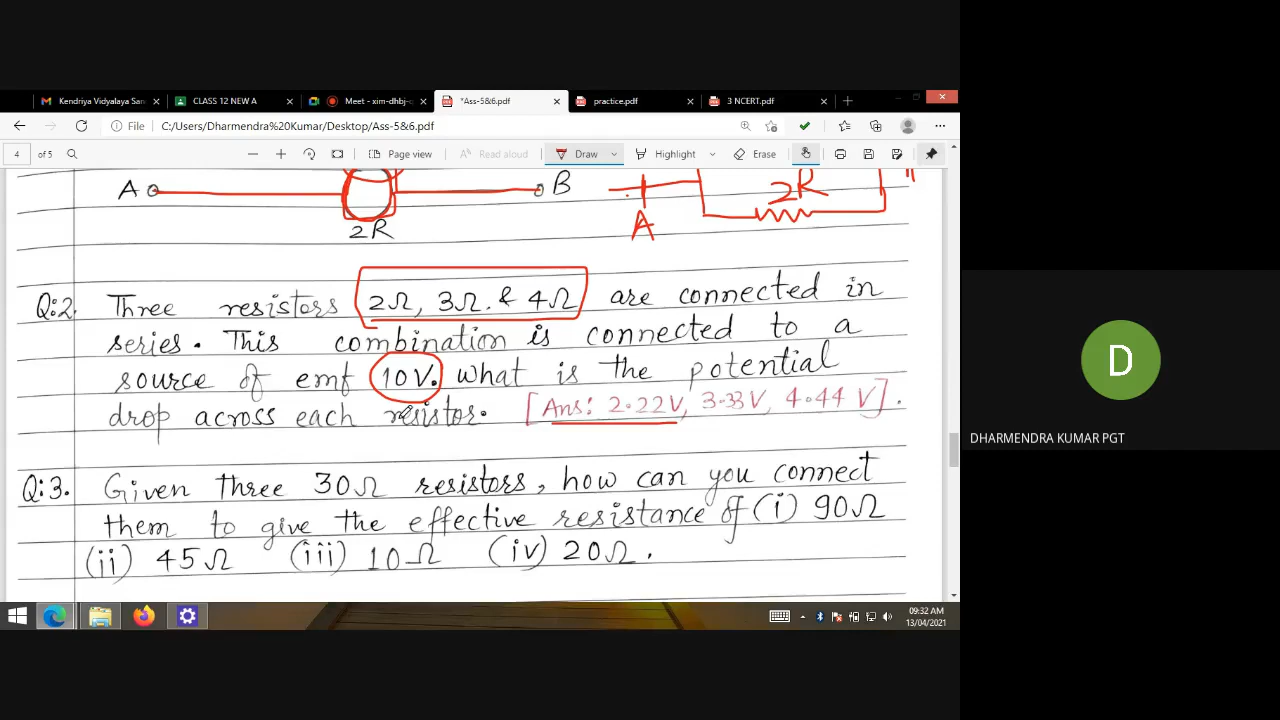 Kendriya Vidyalaya San
CLASS 12 NEW A
Meet - xim-dhbj-
*Ass-5&6.pdf
practice.pdf
3 NCERT.pdf
File
C:/Users/Dharmendra%20Kumar/Desktop/Ass-5&6.pdf
4 of 5
Page view
Read aloud
Draw
Highlight
Erase
A
B
2R
2R
A
Q:2 Three resistors 2Ω, 3Ω. & 4Ω are connected in
series. This combination is connected to a
source of emf 10V. What is the potential
drop across each resistor. [Ans: 2.22V, 3.33V, 4.44 V].
Q:3. Given three 30Ω resistors, how can you connect
them to give the effective resistance of (i) 90Ω
(ii) 45Ω (iii) 10Ω (iv) 20Ω.
D
DHARMENDRA KUMAR PGT
09:32 AM
13/04/2021